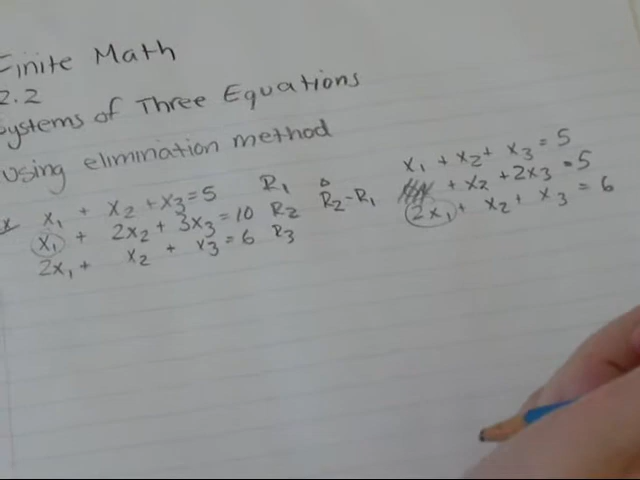 Finite Math
2.2
Systems of Three Equations
using elimination method
x₁ + x₂ + x₃ = 5 R₁
x₁ + 2x₂ + 3x₃ = 10 R₂ R₂-R₁
2x₁ + x₂ + x₃ = 6 R₃
x₁ + x₂ + x₃ = 5
+ x₂ + 2x₃ = 5
2x₁ + x₂ + x₃ = 6